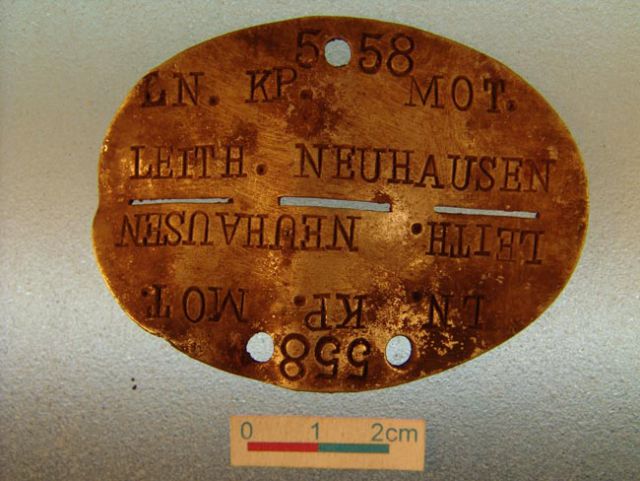 558
LN. KP. MOT.
LEITH. NEUHAUSEN
LEITH. NEUHAUSEN
LN. KP. MOT.
558
0 1 2cm